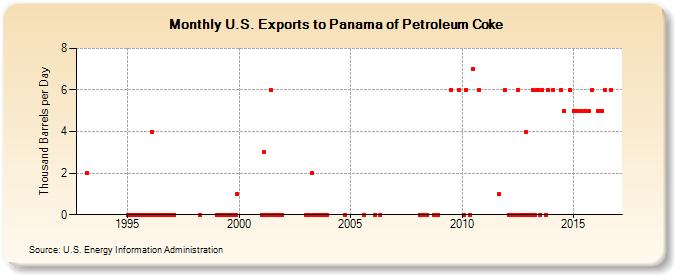 Monthly U.S. Exports to Panama of Petroleum Coke
Thousand Barrels per Day
8
6
4
2
0
1995 2000 2005 2010 2015
Source: U.S. Energy Information Administration